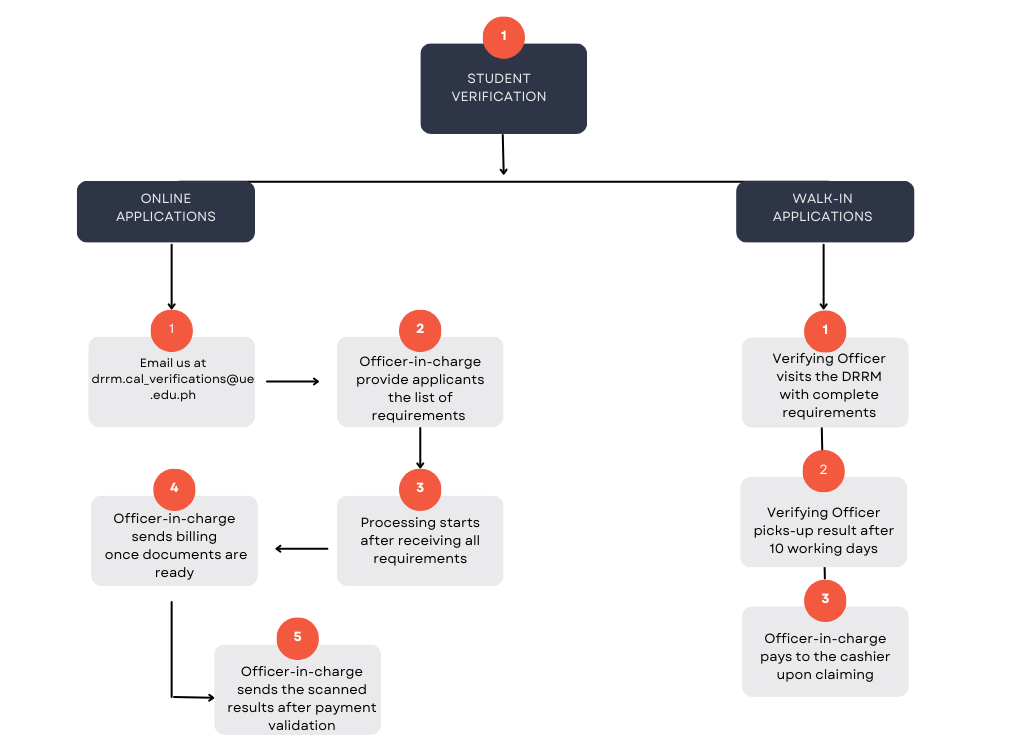 1
STUDENT
VERIFICATION
ONLINE
APPLICATIONS
WALK-IN
APPLICATIONS
1
Email us at
drrm.cal_verifications@ue
.edu.ph
2
Officer-in-charge
provide applicants
the list of
requirements
3
Processing starts
after receiving all
requirements
4
Officer-in-charge
sends billing
once documents are
ready
5
Officer-in-charge
sends the scanned
results after payment
validation
1
Verifying Officer
visits the DRRM
with complete
requirements
2
Verifying Officer
picks-up result after
10 working days
3
Officer-in-charge
pays to the cashier
upon claiming